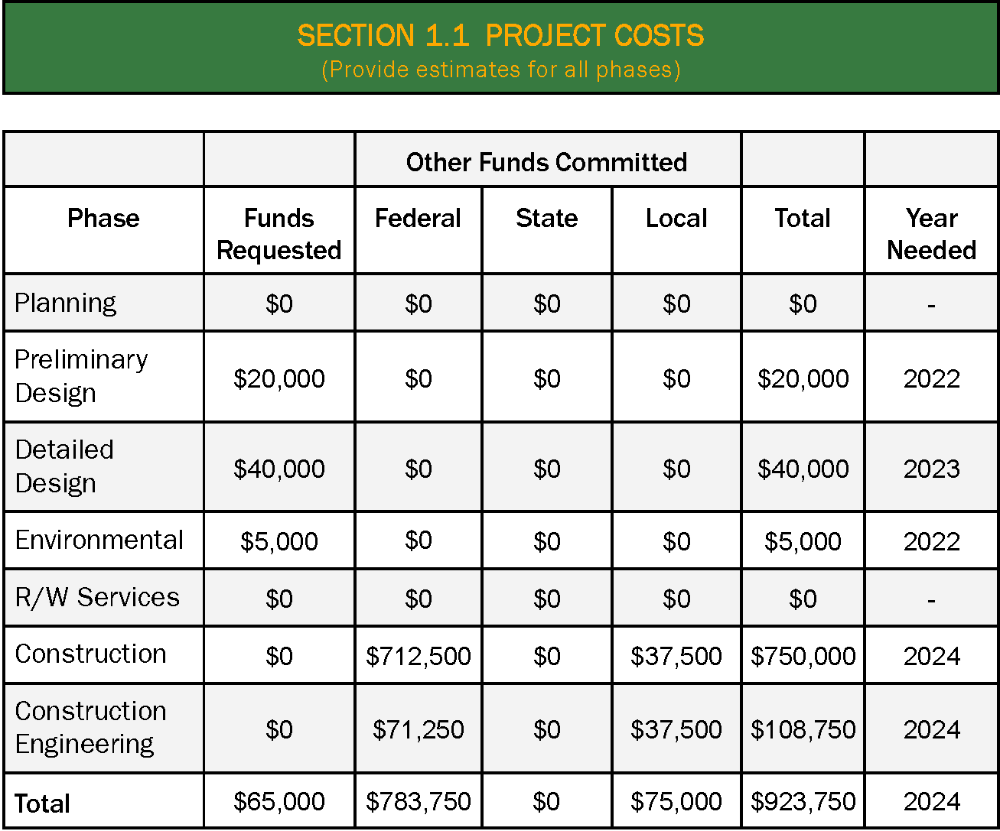 SECTION 1.1 PROJECT COSTS
(Provide estimates for all phases)
Other Funds Committed
Phase Funds Requested Federal State Local Total Year Needed
Planning $0 $0 $0 $0 $0 -
Preliminary Design $20,000 $0 $0 $0 $20,000 2022
Detailed Design $40,000 $0 $0 $0 $40,000 2023
Environmental $5,000 $0 $0 $0 $5,000 2022
R/W Services $0 $0 $0 $0 $0 -
Construction $0 $712,500 $0 $37,500 $750,000 2024
Construction Engineering $0 $71,250 $0 $37,500 $108,750 2024
Total $65,000 $783,750 $0 $75,000 $923,750 2024